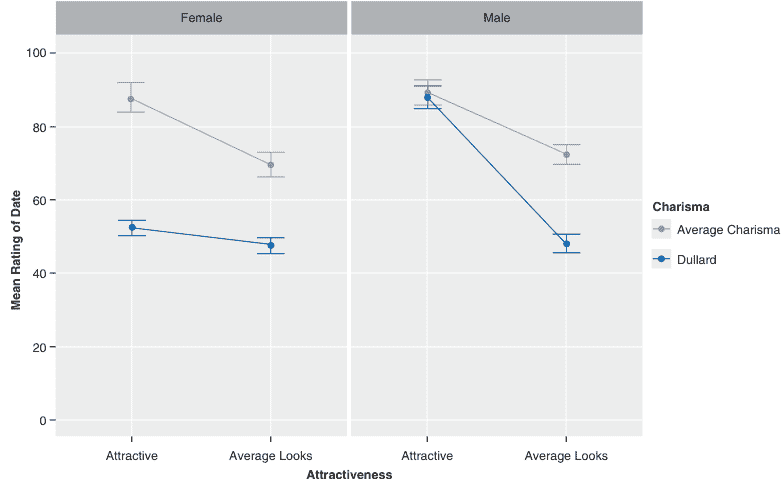 Female
Male
100
80
60
40
20
0
Mean Rating of Date
Attractive
Average Looks
Attractive
Average Looks
Attractiveness
Charisma
Average Charisma
Dullard